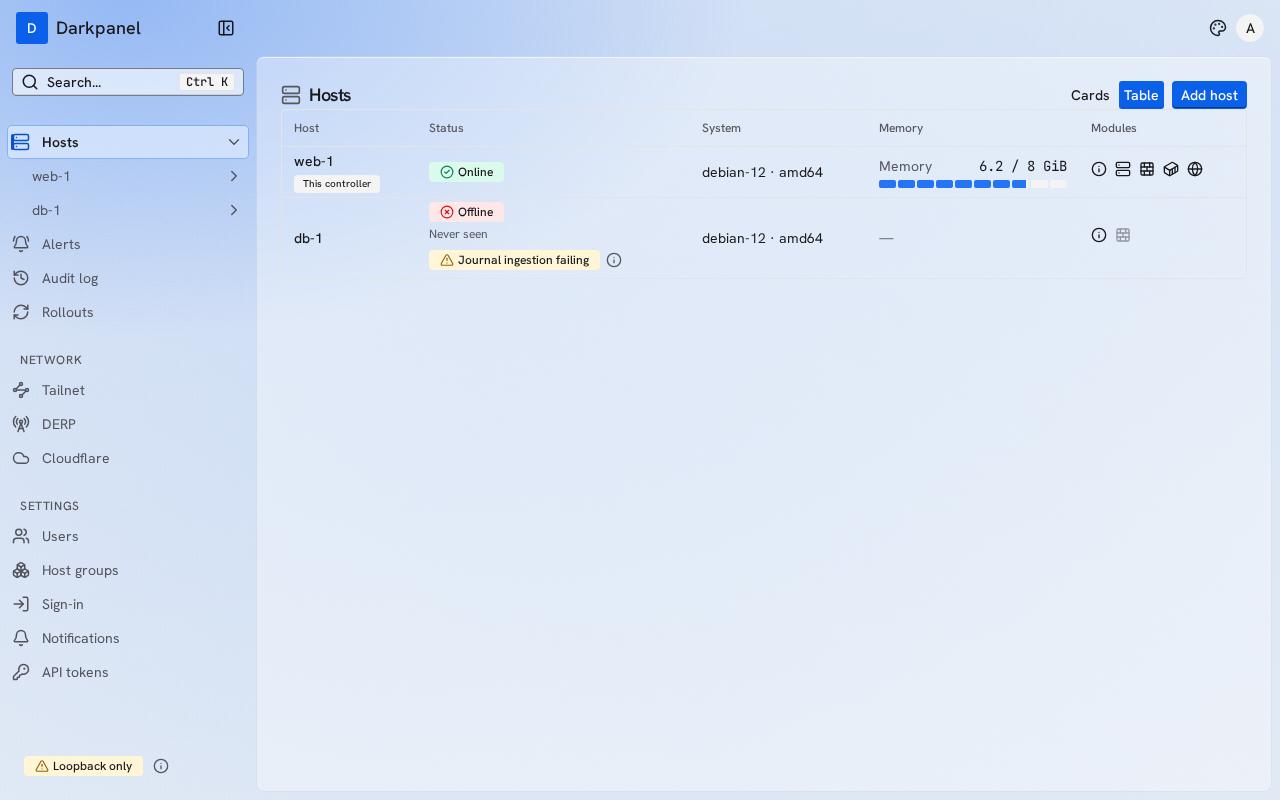 D Darkpanel
A
Search... Ctrl K
Hosts
web-1
db-1
Alerts
Audit log
Rollouts
NETWORK
Tailnet
DERP
Cloudflare
SETTINGS
Users
Host groups
Sign-in
Notifications
API tokens
Loopback only
Hosts
Cards Table Add host
Host Status System Memory Modules
web-1
This controller
Online
debian-12 · amd64
Memory 6.2 / 8 GiB
db-1
Offline
Never seen
Journal ingestion failing
debian-12 · amd64
—